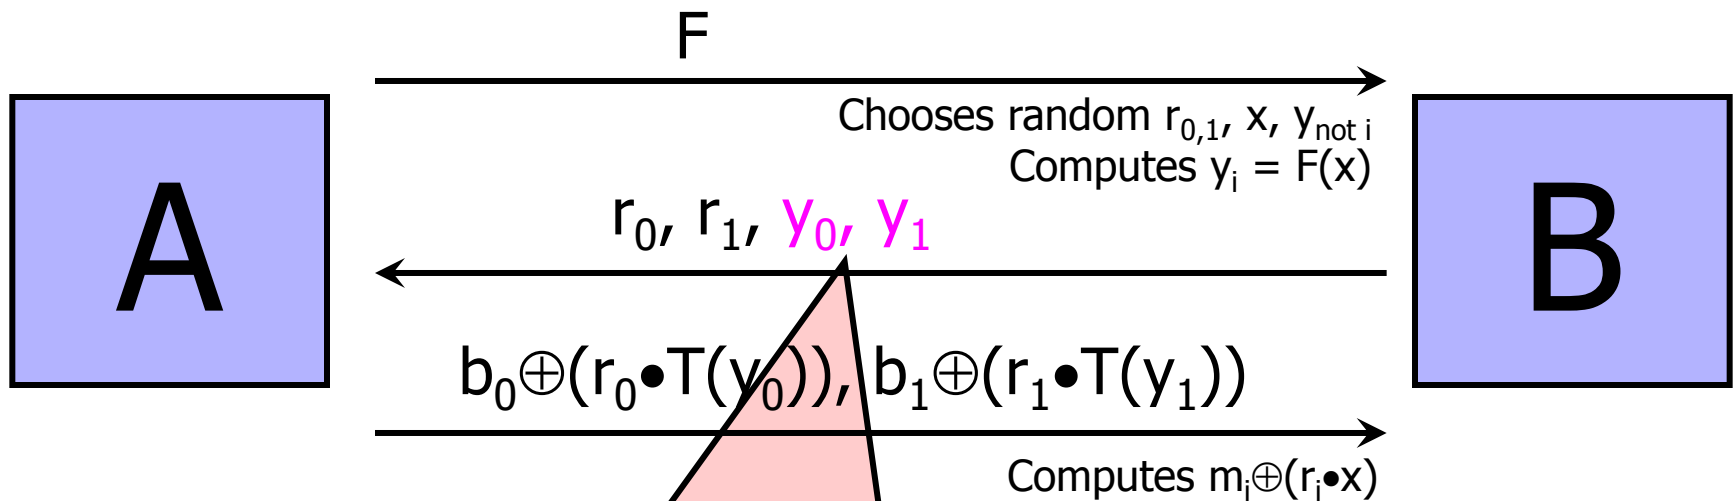 F
A
B
Chooses random r₀,₁, x, y_not i
Computes yᵢ = F(x)
r₀, r₁, y₀, y₁
b₀⊕(r₀•T(y₀)), b₁⊕(r₁•T(y₁))
Computes mᵢ⊕(rᵢ•x)